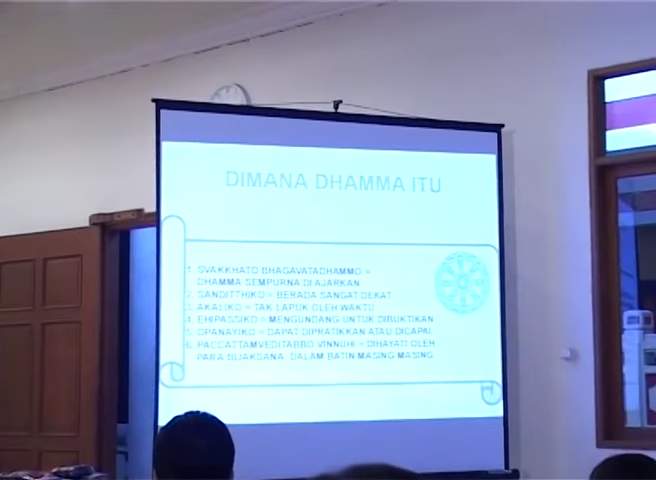 DIMANA DHAMMA ITU
1. SVAKKHATO BHAGAVATADHAMMO =
DHAMMA SEMPURNA DI AJARKAN
2. SANDITTHIKO = BERADA SANGAT DEKAT
3. AKALIKO = TAK LAPUK OLEH WAKTU
4. EHIPASSIKO = MENGUNDANG UNTUK DIBUKTIKAN
5. OPANAYIKO = DAPAT DIPRATIKKAN ATAU DICAPAI
6. PACCATTAMVEDITABBO VINNUHI = DIHAYATI OLEH
PARA BIJAKSANA DALAM BATIN MASING MASING